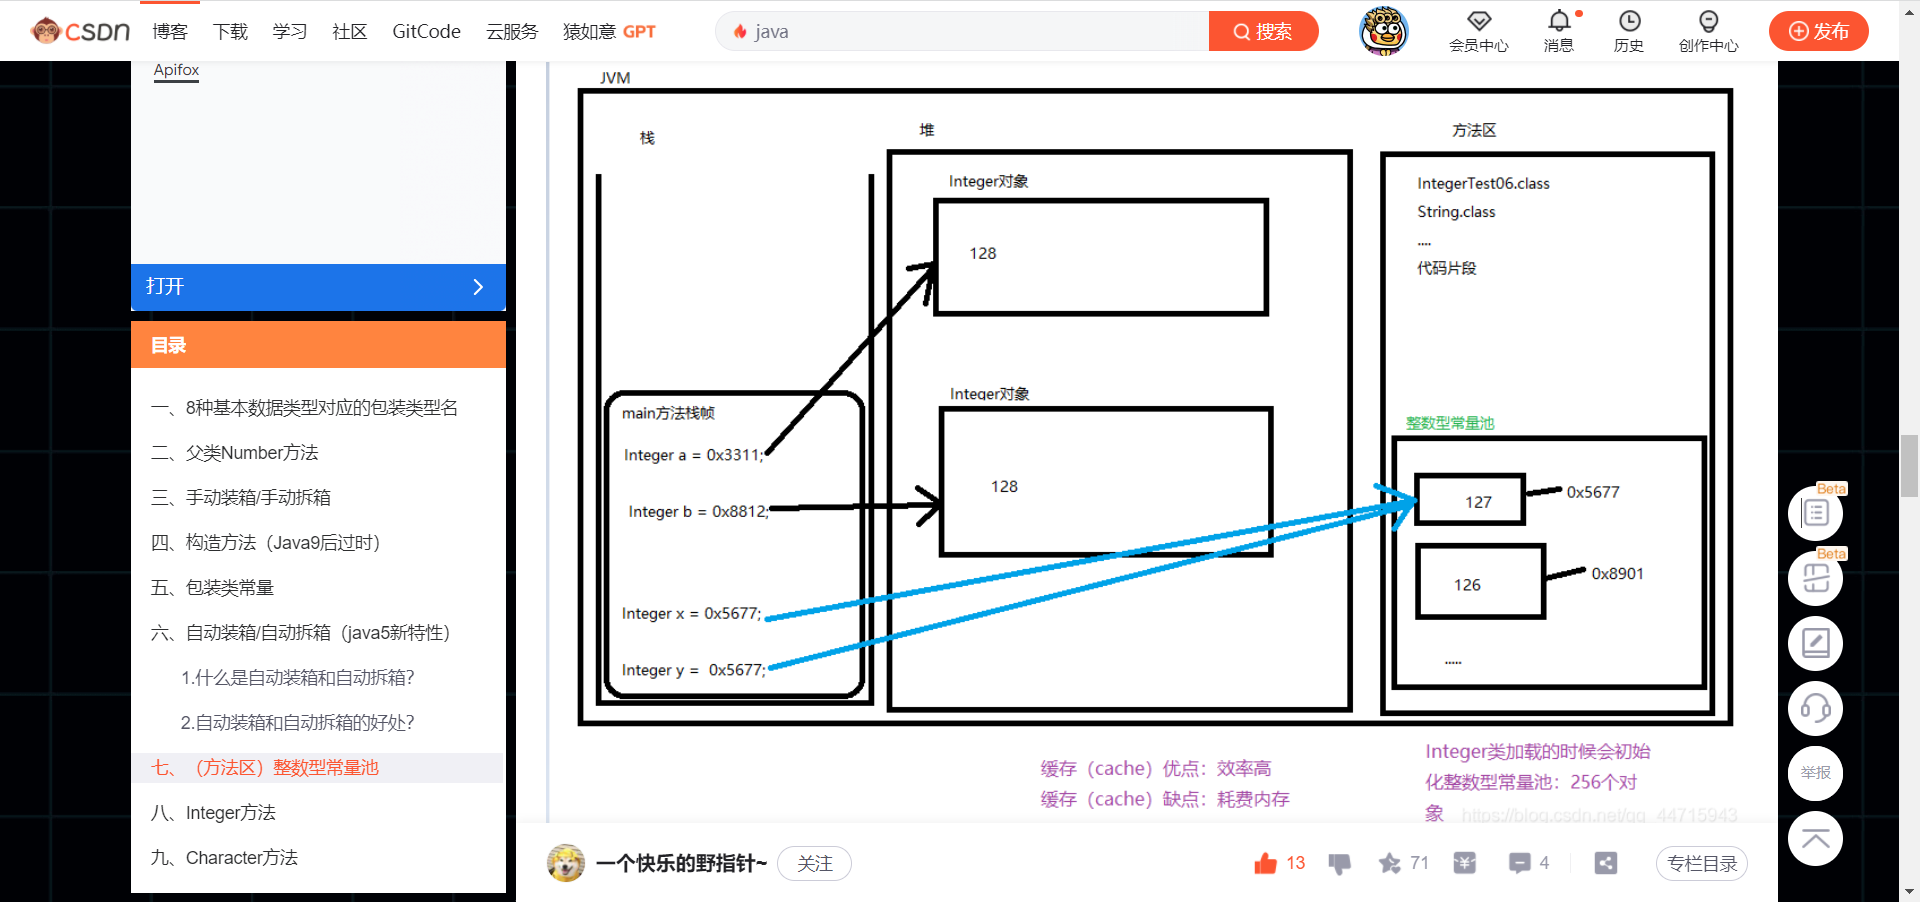 CSDN
博客
下载
学习
社区
GitCode
云服务
猿如意 GPT
java
搜索
会员中心
消息
历史
创作中心
发布
Apifox
打开
目录
一、8种基本数据类型对应的包装类型名
二、父类Number方法
三、手动装箱/手动拆箱
四、构造方法（Java9后过时）
五、包装类常量
六、自动装箱/自动拆箱（java5新特性）
1.什么是自动装箱和自动拆箱？
2.自动装箱和自动拆箱的好处？
七、（方法区）整数型常量池
八、Integer方法
九、Character方法
JVM
栈
堆
方法区
main方法栈帧
Integer a = 0x3311;
Integer b = 0x8812;
Integer x = 0x5677;
Integer y = 0x5677;
Integer对象
128
Integer对象
128
IntegerTest06.class
String.class
....
代码片段
整数型常量池
127
0x5677
126
0x8901
.....
缓存（cache）优点：效率高
缓存（cache）缺点：耗费内存
Integer类加载的时候会初始
化整数型常量池：256个对
象
https://blog.csdn.net/qq_44715943
一个快乐的野指针~
关注
13
71
4
专栏目录
Beta
Beta
举报